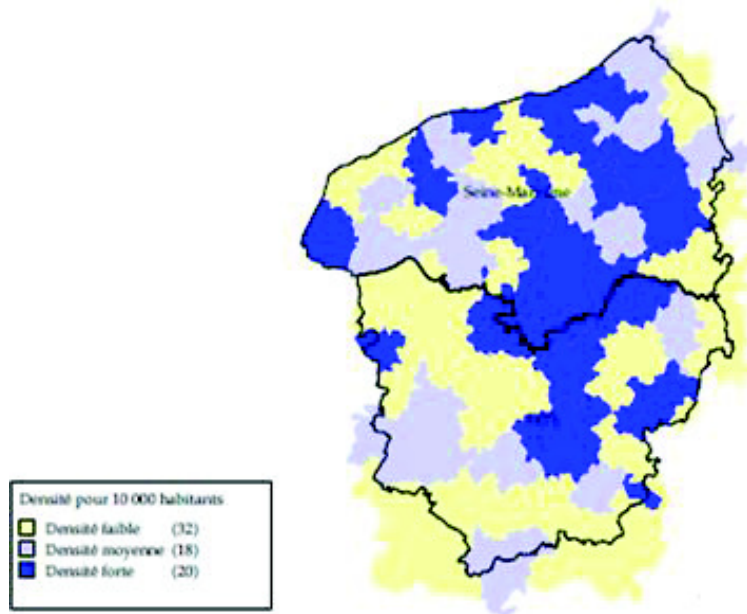 Seine-Maritime
Densité pour 10 000 habitants
Densité faible (32)
Densité moyenne (18)
Densité forte (20)